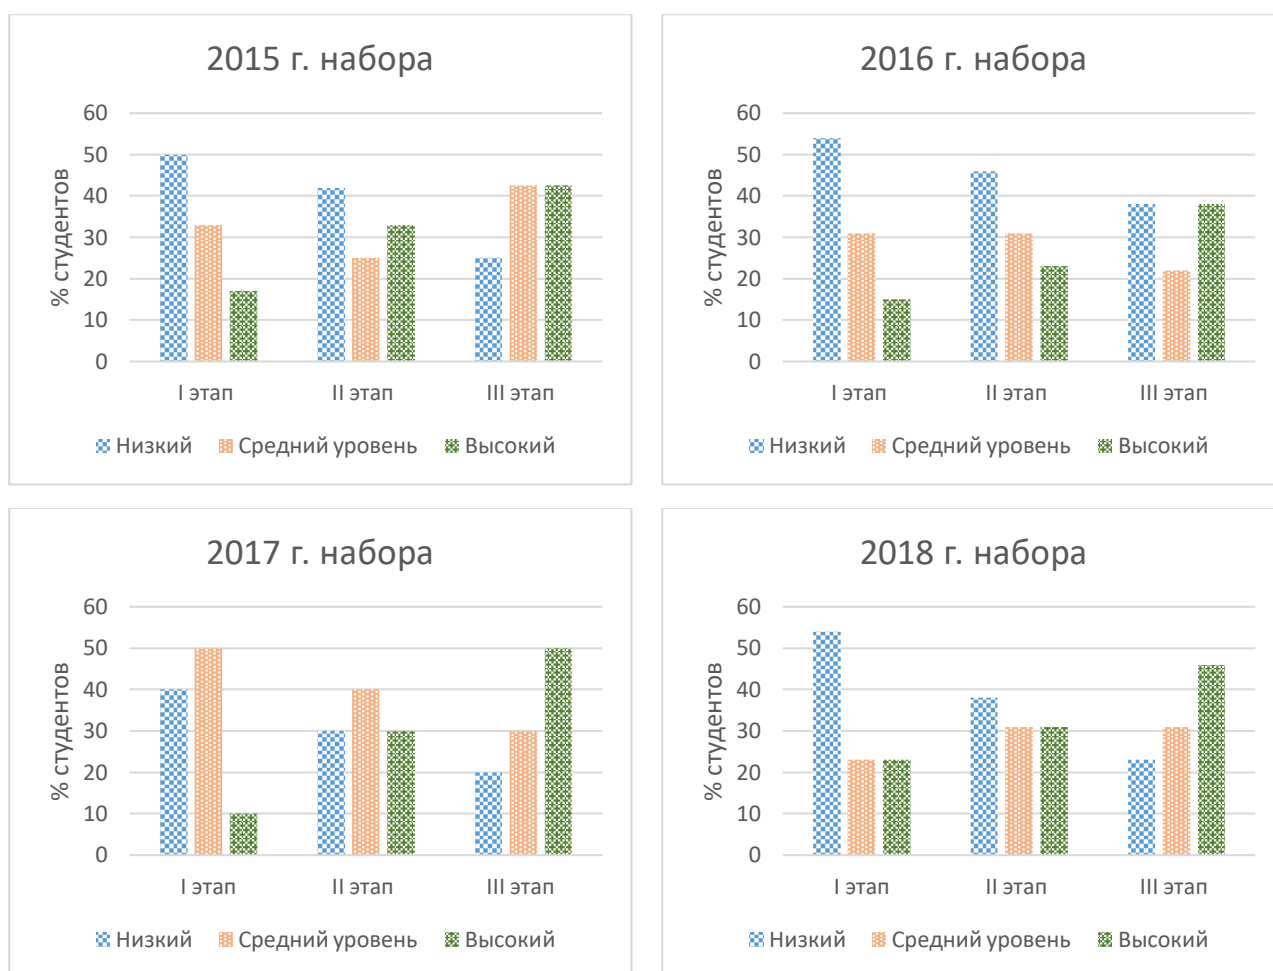 2015 г. набора
% студентов
60
50
40
30
20
10
0
I этап II этап III этап
Низкий Средний уровень Высокий
2016 г. набора
% студентов
60
50
40
30
20
10
0
I этап II этап III этап
Низкий Средний уровень Высокий
2017 г. набора
% студентов
60
50
40
30
20
10
0
I этап II этап III этап
Низкий Средний уровень Высокий
2018 г. набора
% студентов
60
50
40
30
20
10
0
I этап II этап III этап
Низкий Средний уровень Высокий